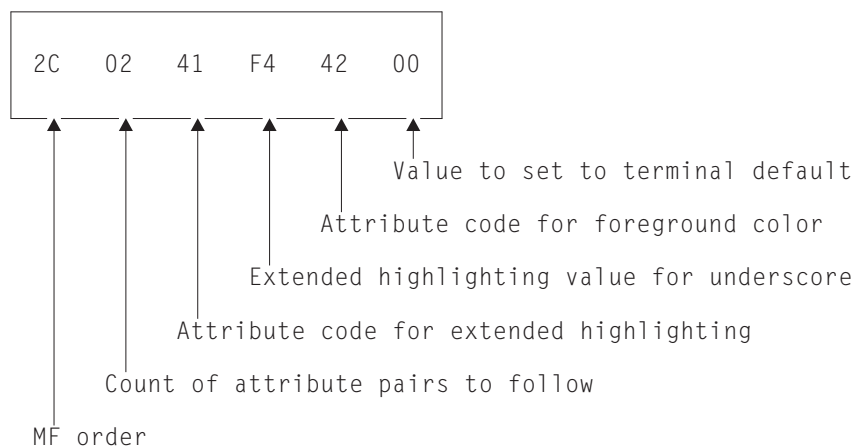 2C 02 41 F4 42 00
Value to set to terminal default
Attribute code for foreground color
Extended highlighting value for underscore
Attribute code for extended highlighting
Count of attribute pairs to follow
MF order